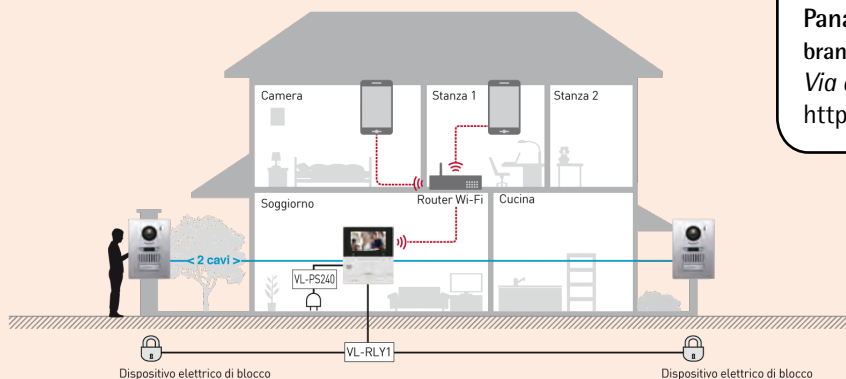 Pana
bran
Via
http
Camera
Stanza 1
Stanza 2
Soggiorno
Router Wi-Fi
Cucina
< 2 cavi >
VL-PS240
VL-RLY1
Dispositivo elettrico di blocco
Dispositivo elettrico di blocco